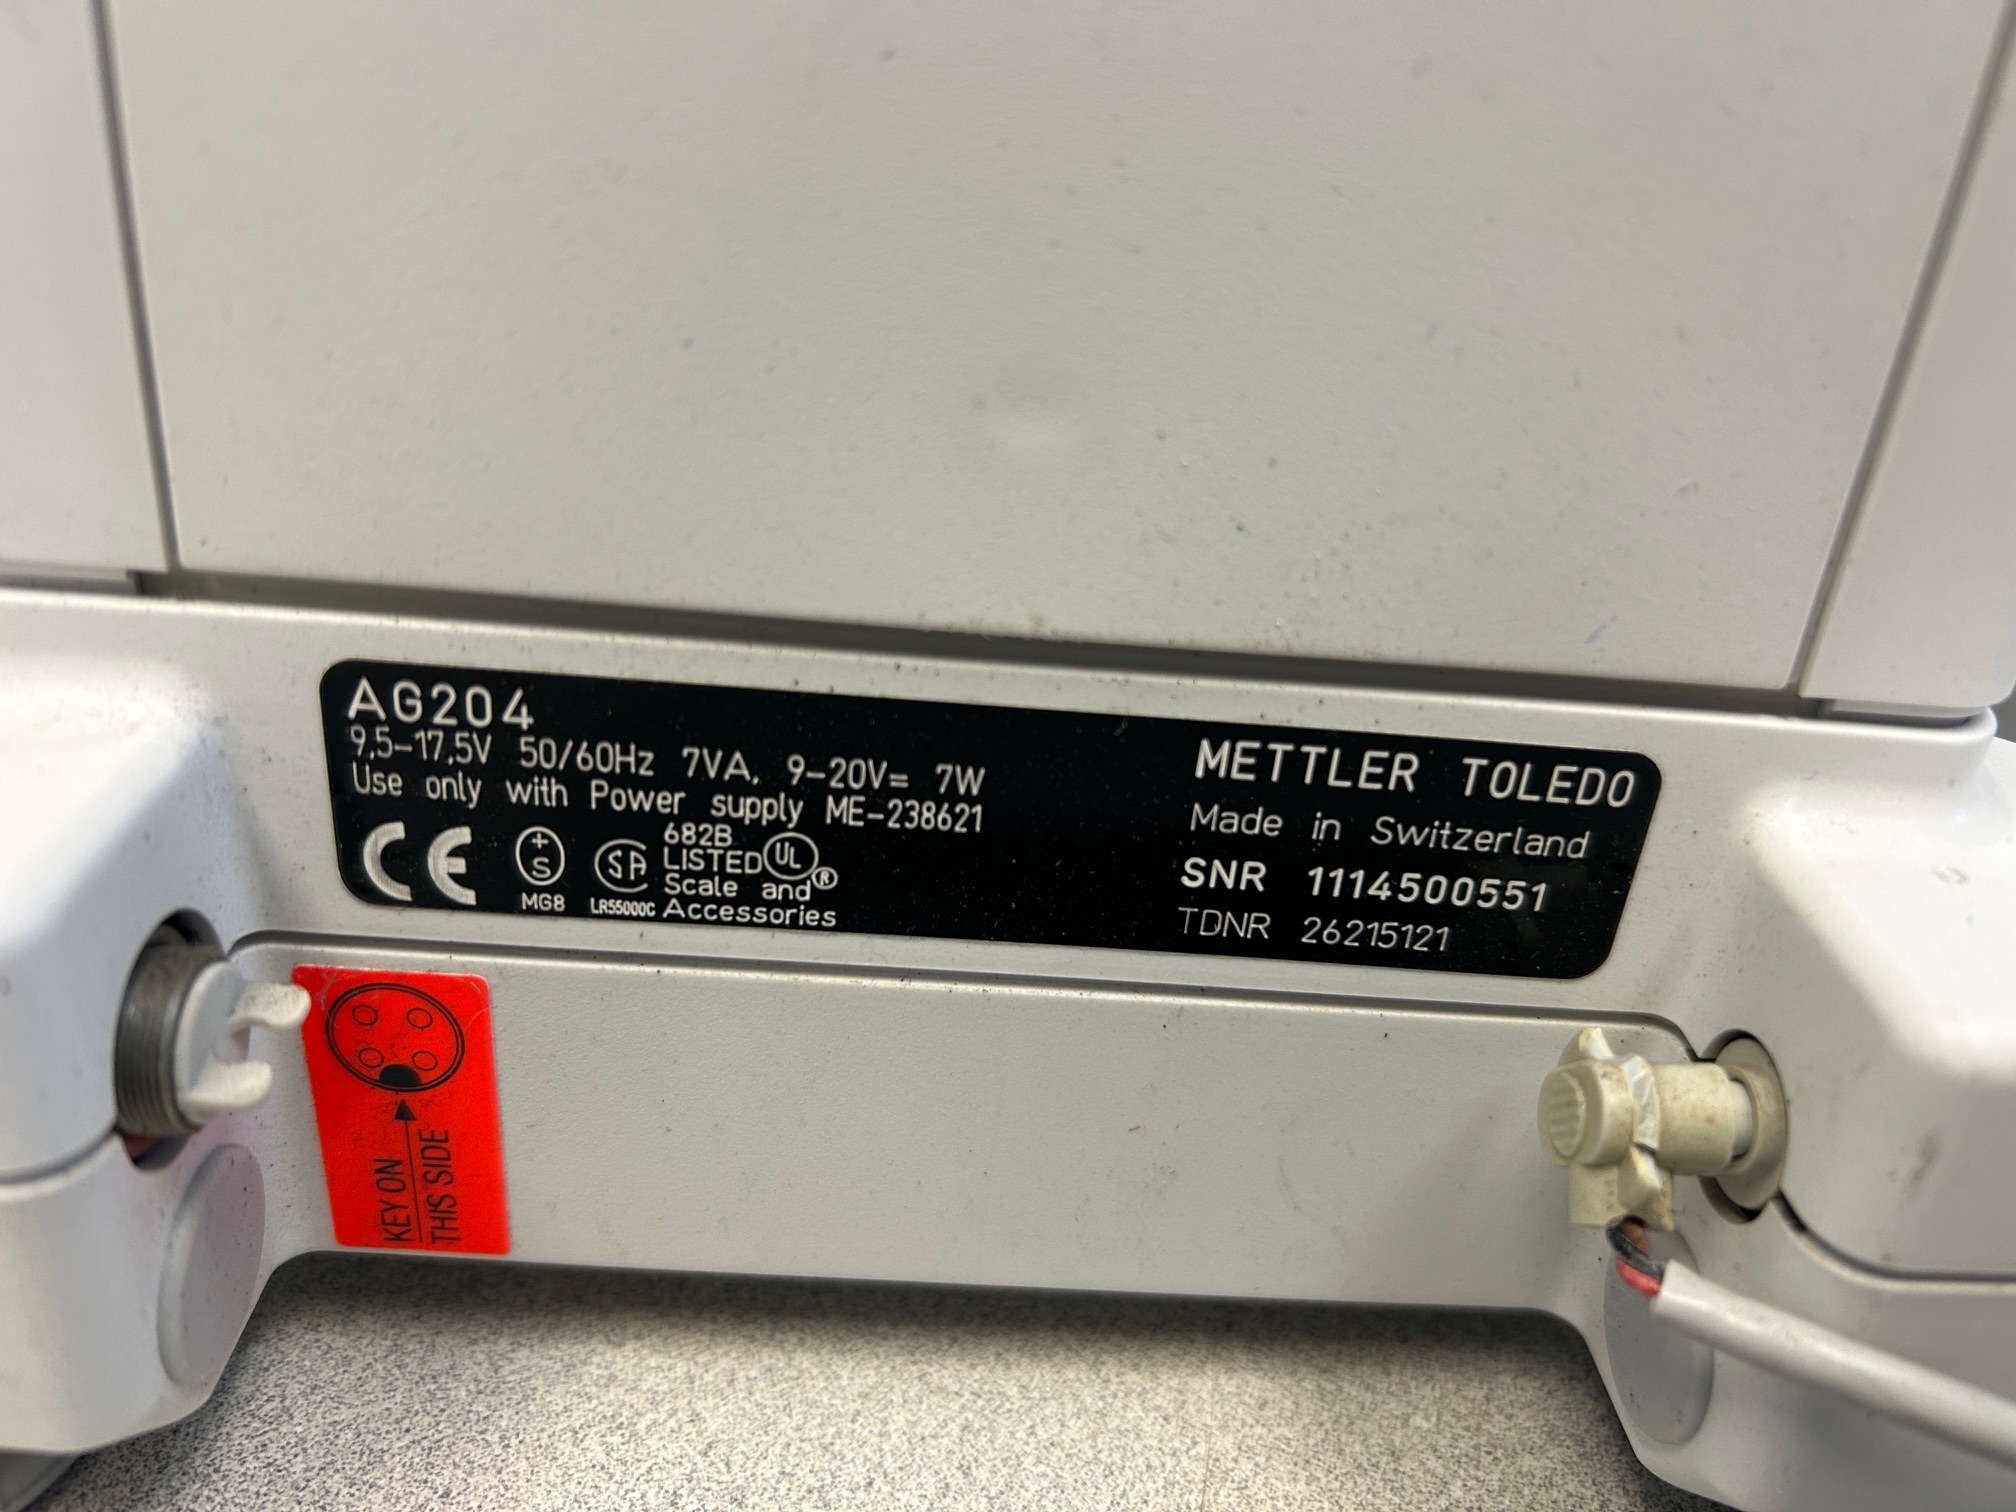 AG204
9,5-17,5V 50/60Hz 7VA, 9-20V= 7W
Use only with Power supply ME-238621
CE
+
S
MG8
SA
LR55000C
682B
LISTED UL
Scale and ®
Accessories
METTLER TOLEDO
Made in Switzerland
SNR 1114500551
TDNR 26215121
KEY ON
THIS SIDE